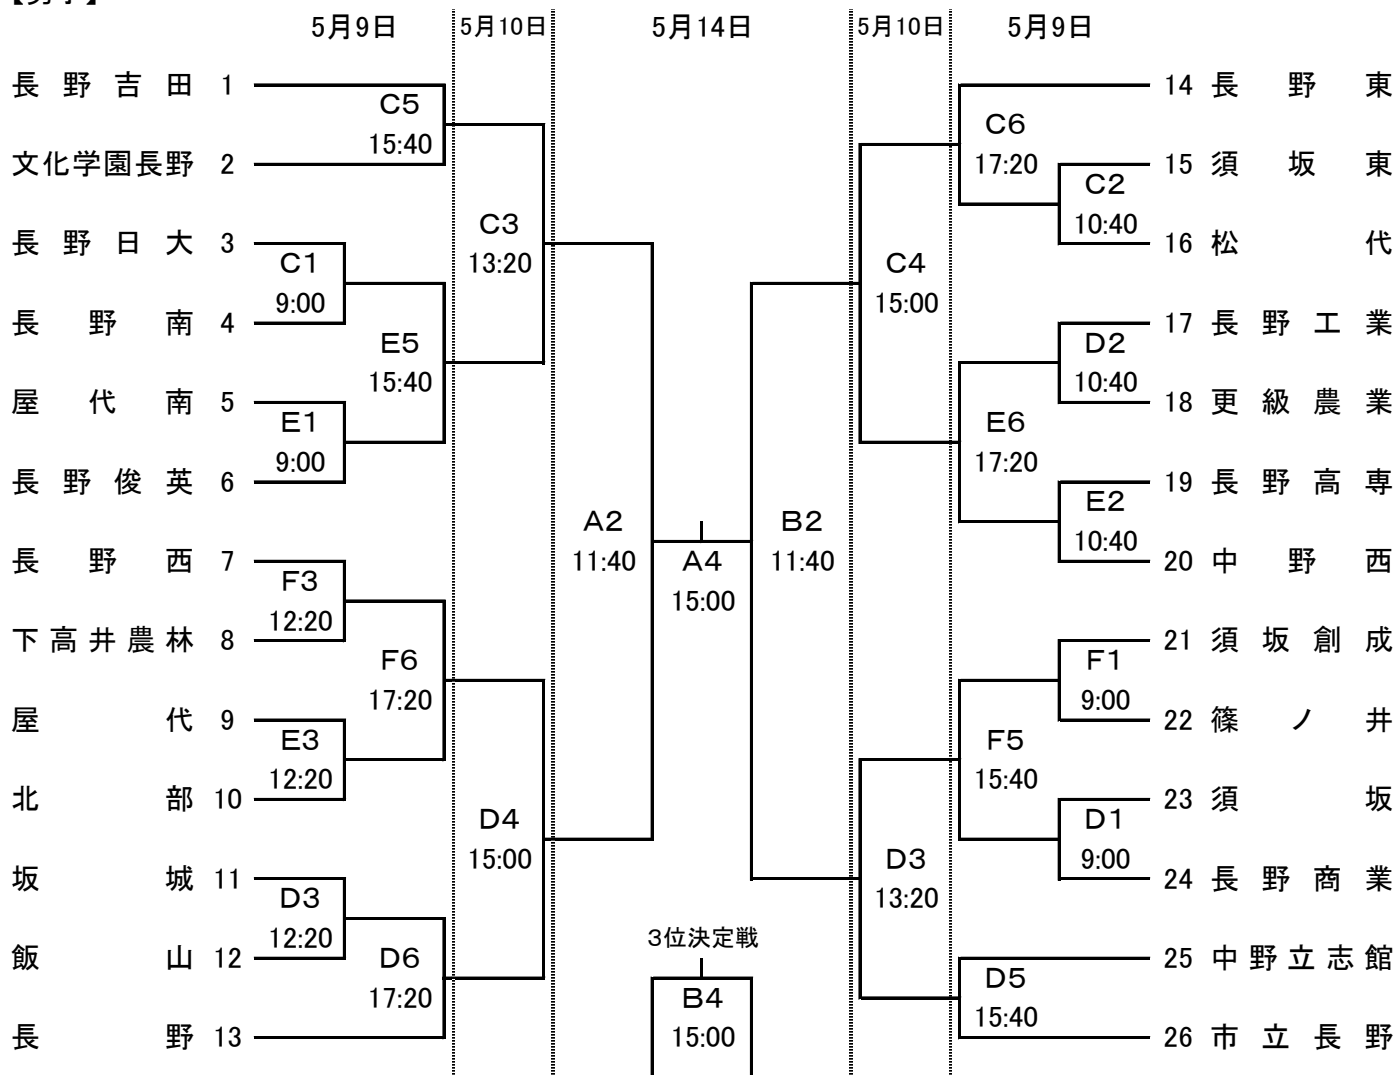 5月9日 5月10日 5月14日 5月10日 5月9日
長野吉田 1
C5
15:40
文化学園長野 2
C3
13:20
長野日大 3
C1
9:00
長野南 4
E5
15:40
屋代南 5
E1
9:00
長野俊英 6
A2
11:40
長野西 7
F3
12:20
下高井農林 8
F6
17:20
屋代 9
E3
12:20
北部 10
D4
15:00
坂城 11
D3
12:20
飯山 12
D6
17:20
長野 13
A4
15:00
3位決定戦
B4
15:00
B2
11:40
14 長野東
C6
17:20
15 須坂東
C2
10:40
16 松代
C4
15:00
17 長野工業
D2
10:40
18 更級農業
E6
17:20
19 長野高専
E2
10:40
20 中野西
21 須坂創成
F1
9:00
22 篠ノ井
F5
15:40
23 須坂
D1
9:00
24 長野商業
D3
13:20
25 中野立志館
D5
15:40
26 市立長野